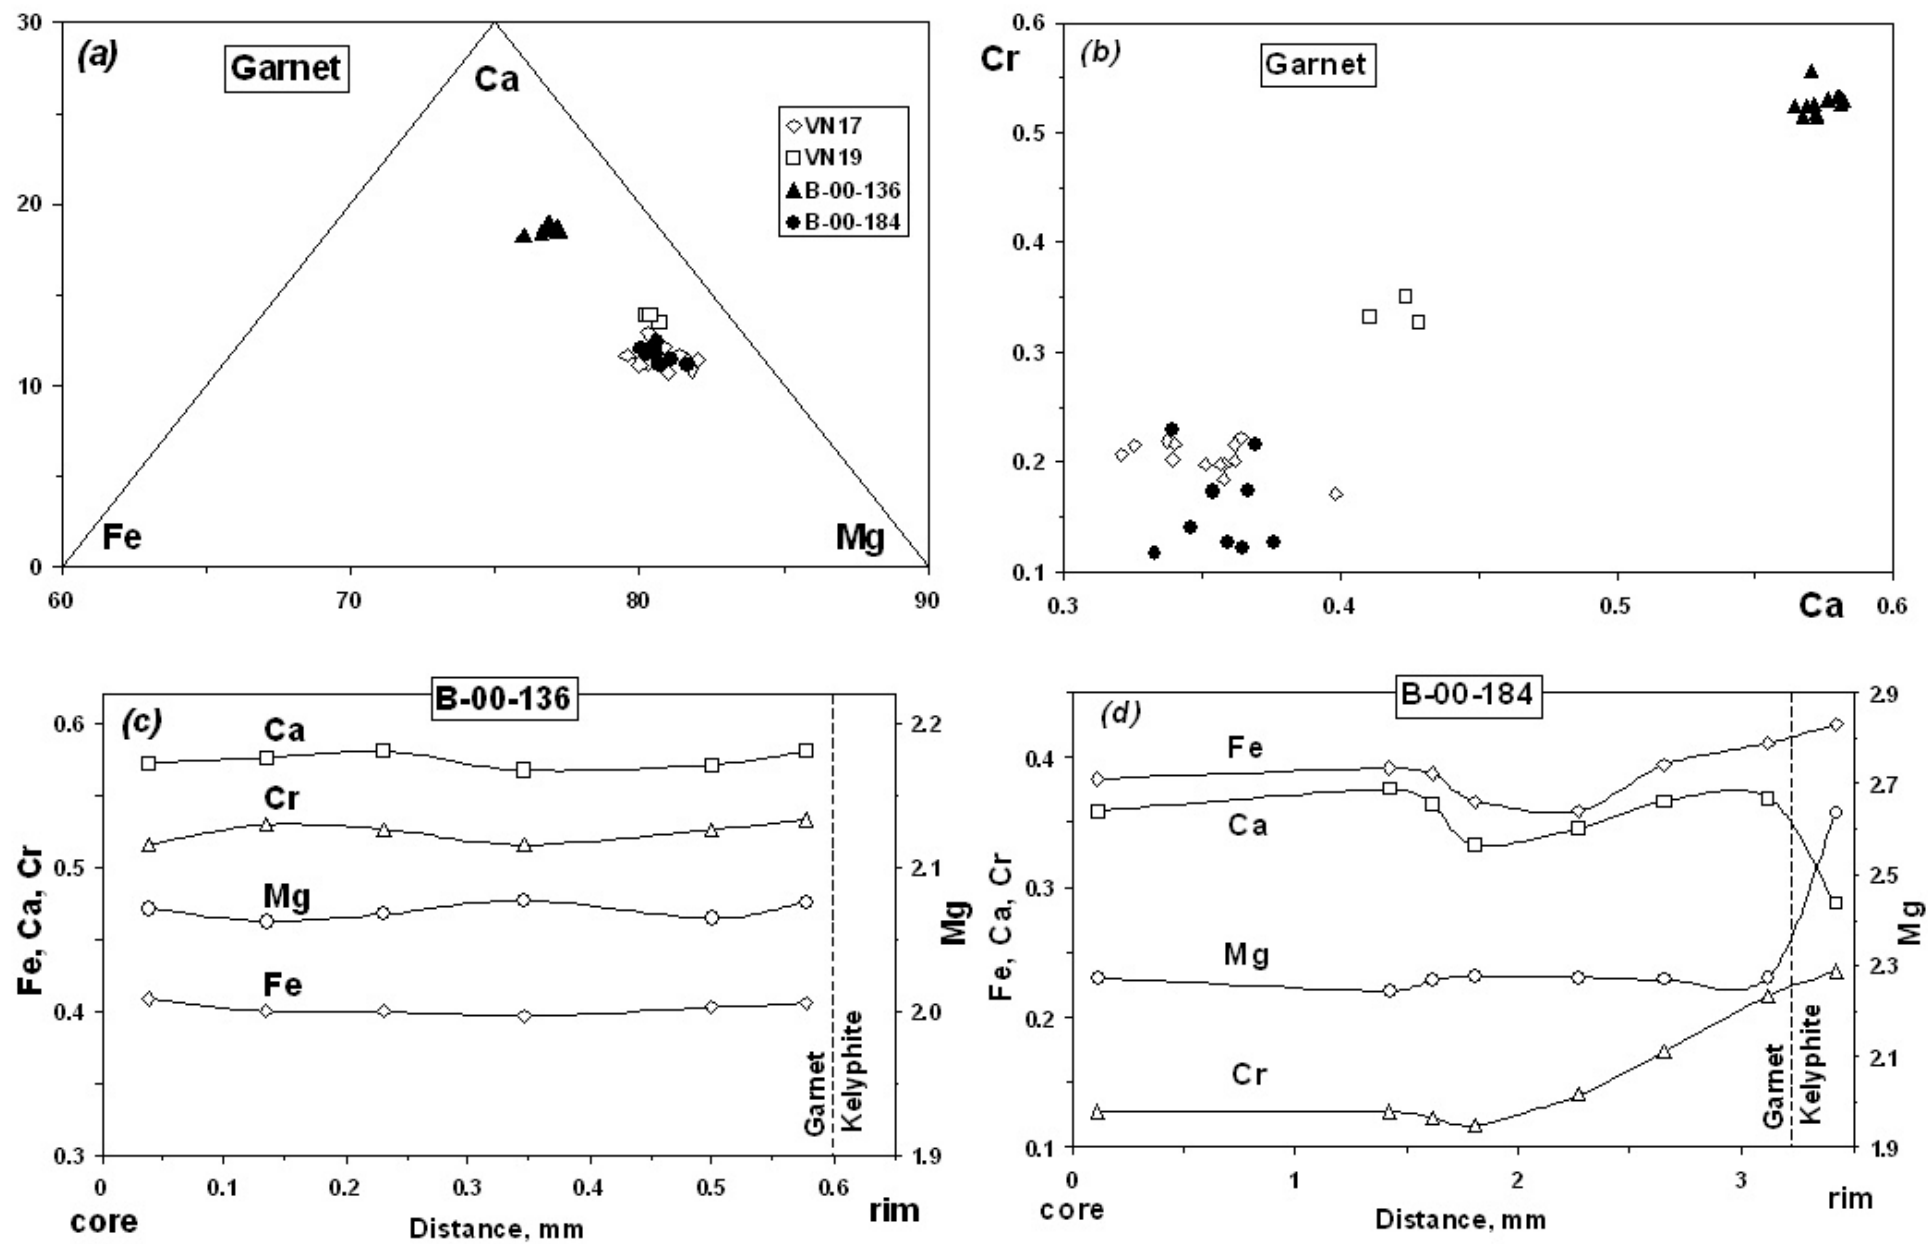 (a)
Garnet
Ca
Fe
Mg
VN17
VN19
B-00-136
B-00-184
30
20
10
0
60
70
80
90
(b)
Garnet
Cr
0.6
0.5
0.4
0.3
0.2
0.1
0.3
0.4
0.5
Ca
0.6
B-00-136
(c)
Ca
Cr
Mg
Fe
Fe, Ca, Cr
0.6
0.5
0.4
0.3
2.2
2.1
2.0
1.9
Mg
Garnet
Kelyphite
0
0.1
0.2
0.3
0.4
0.5
0.6
core
Distance, mm
rim
B-00-184
(d)
Fe
Ca
Mg
Cr
Fe, Ca, Cr
0.4
0.3
0.2
0.1
2.9
2.7
2.5
2.3
2.1
1.9
Mg
Garnet
Kelyphite
0
1
2
3
core
Distance, mm
rim